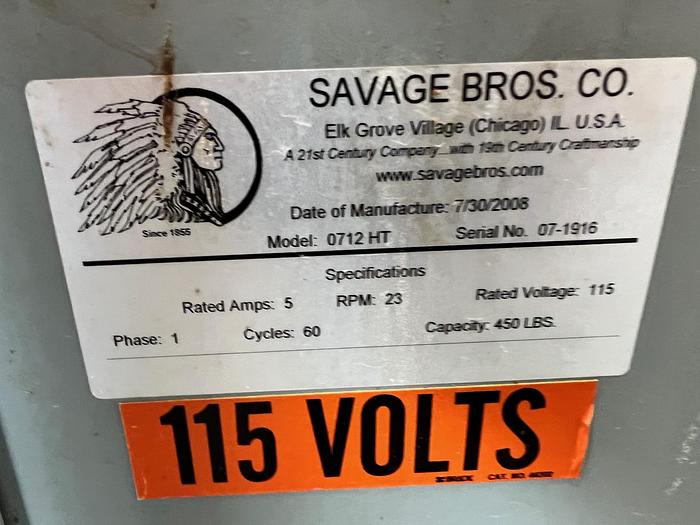 SAVAGE BROS. CO.
Elk Grove Village (Chicago) IL. U.S.A.
A 21st Century Company...with 19th Century Craftmanship
www.savagebros.com
Since 1855
Date of Manufacture: 7/30/2008
Model: 0712 HT Serial No. 07-1916
Specifications
Rated Amps: 5 RPM: 23 Rated Voltage: 115
Phase: 1 Cycles: 60 Capacity: 450 LBS.
115 VOLTS
CAT. NO.